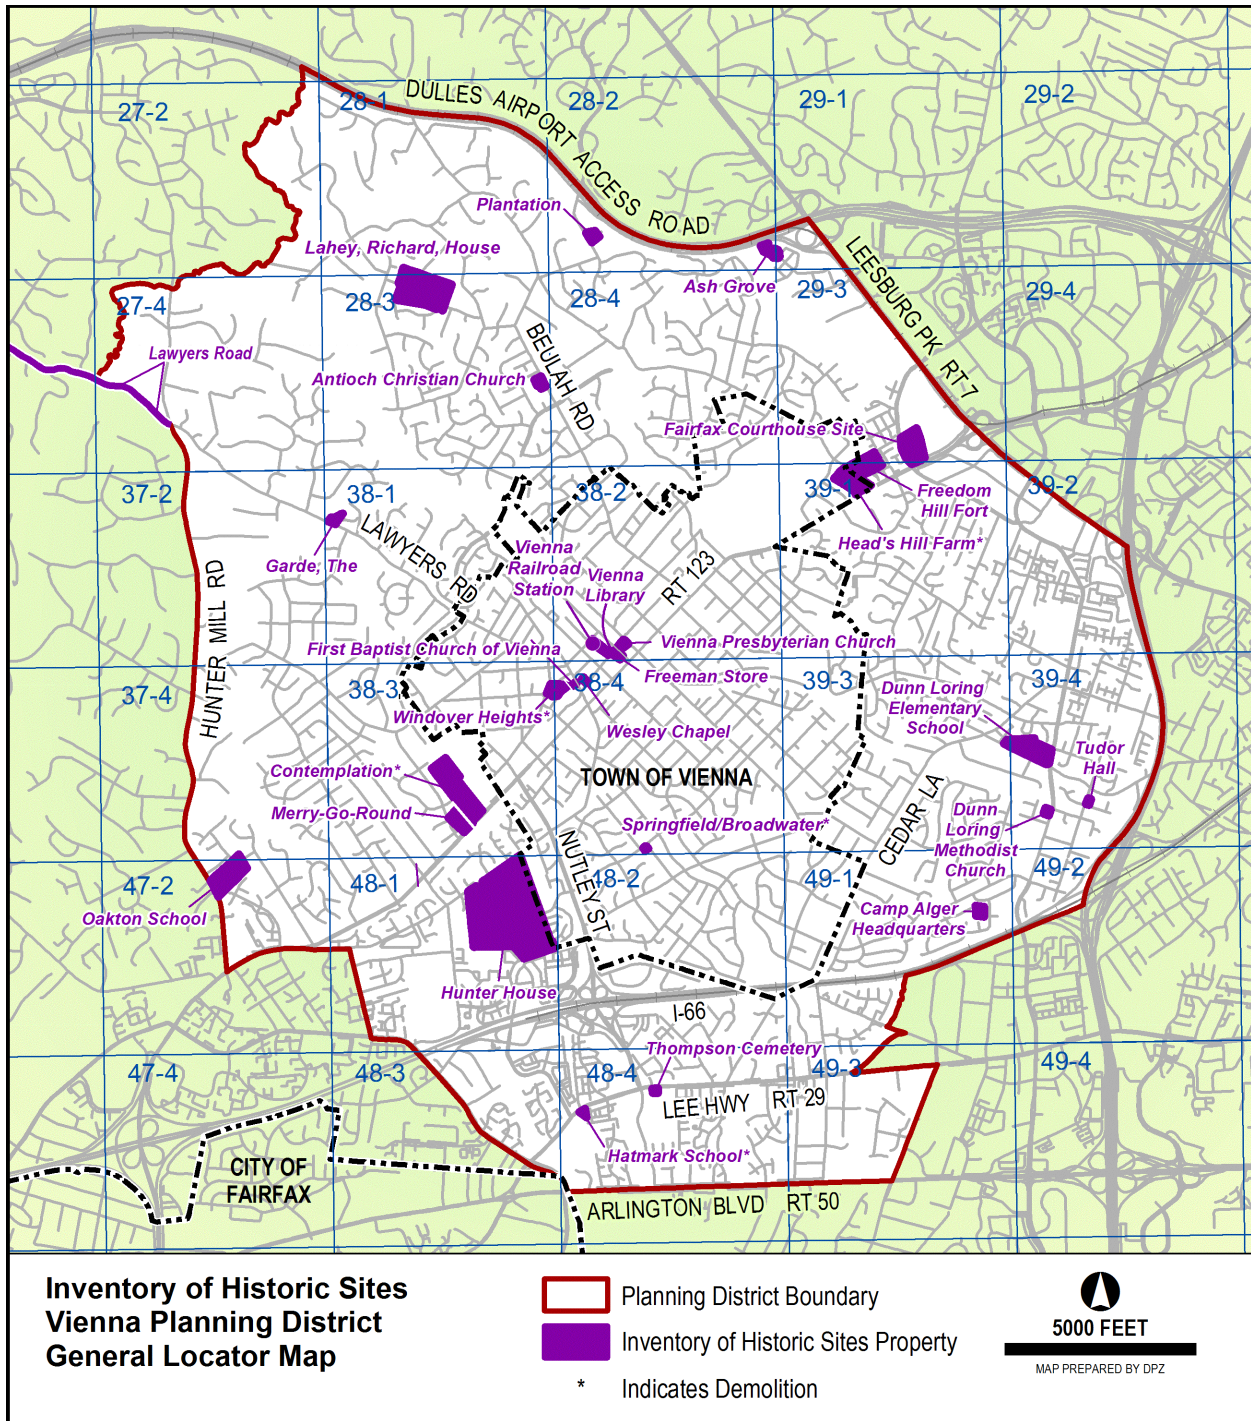 27-2
28-1
DULLES AIRPORT ACCESS ROAD
28-2
29-1
29-2
Plantation
Lahey, Richard, House
27-4
28-3
28-4
Ash Grove
29-3
LEESBURG PK RT 7
29-4
Lawyers Road
Antioch Christian Church
BEULAH RD
Fairfax Courthouse Site
37-2
38-1
38-2
39-1
39-2
Freedom
Hill Fort
Head's Hill Farm*
Garde, The
LAWYERS RD
HUNTER MILL RD
Vienna
Railroad
Station
Vienna
Library
RT 123
First Baptist Church of Vienna
Vienna Presbyterian Church
Freeman Store
37-4
38-3
38-4
39-3
39-4
Windover Heights*
Wesley Chapel
Dunn Loring
Elementary
School
Tudor
Hall
Contemplation*
TOWN OF VIENNA
Merry-Go-Round
Springfield/Broadwater*
CEDAR LA
Dunn
Loring
Methodist
Church
NUTLEY ST
47-2
48-1
48-2
49-1
49-2
Oakton School
Camp Alger
Headquarters
Hunter House
I-66
Thompson Cemetery
47-4
48-3
48-4
49-3
49-4
LEE HWY RT 29
Hatmark School*
CITY OF
FAIRFAX
ARLINGTON BLVD RT 50
Inventory of Historic Sites
Vienna Planning District
General Locator Map
Planning District Boundary
Inventory of Historic Sites Property
* Indicates Demolition
5000 FEET
MAP PREPARED BY DPZ